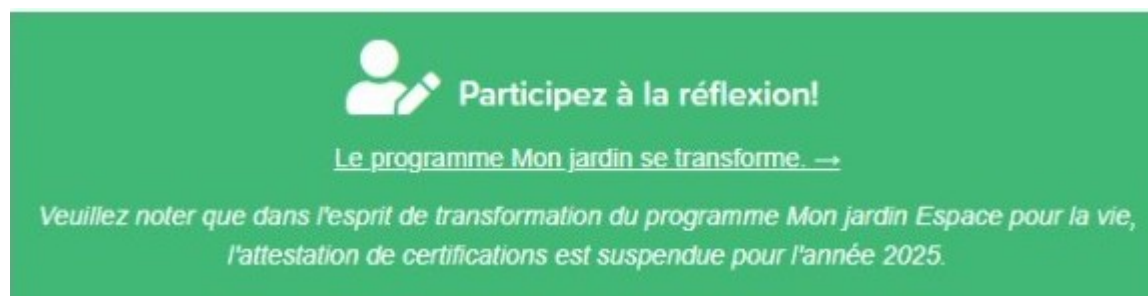 Participez à la réflexion!
Le programme Mon jardin se transforme. →
Veuillez noter que dans l'esprit de transformation du programme Mon jardin Espace pour la vie,
l'attestation de certifications est suspendue pour l'année 2025.